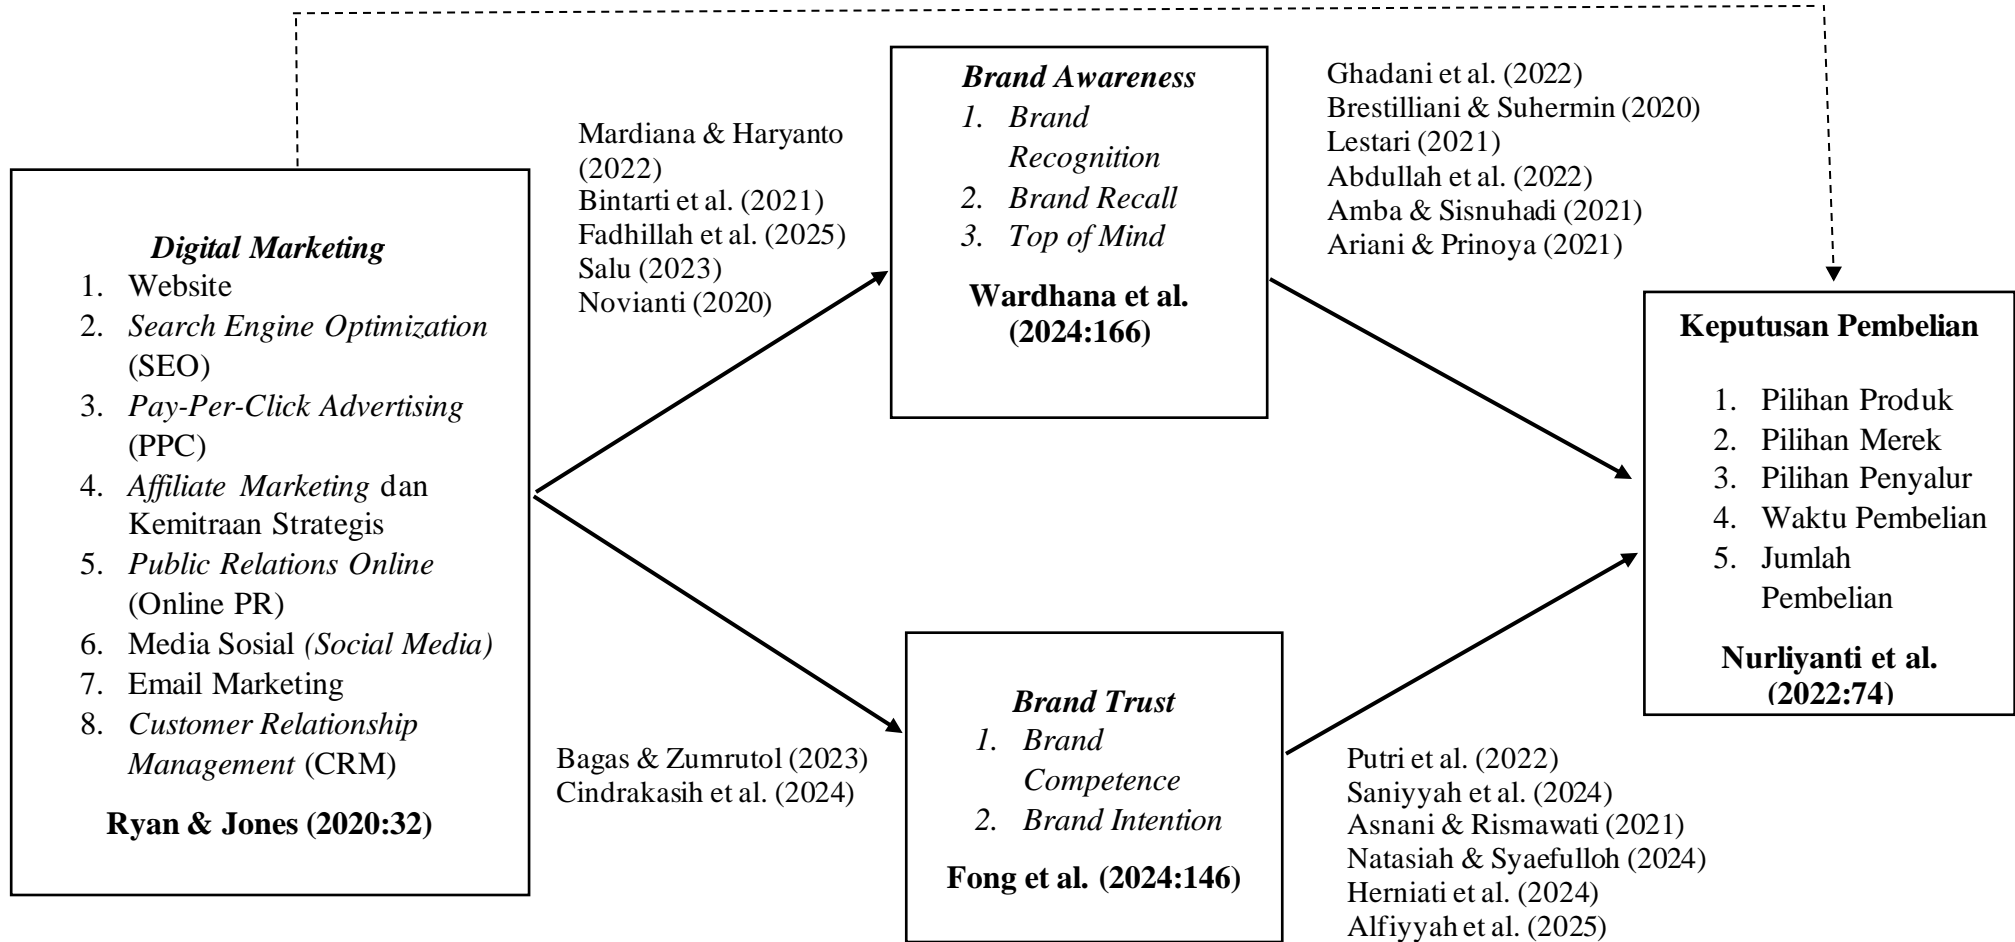 Digital Marketing
1. Website
2. Search Engine Optimization
(SEO)
3. Pay-Per-Click Advertising
(PPC)
4. Affiliate Marketing dan
Kemitraan Strategis
5. Public Relations Online
(Online PR)
6. Media Sosial (Social Media)
7. Email Marketing
8. Customer Relationship
Management (CRM)
Ryan & Jones (2020:32)
Mardiana & Haryanto
(2022)
Bintarti et al. (2021)
Fadhillah et al. (2025)
Salu (2023)
Novianti (2020)
Bagas & Zumrutol (2023)
Cindrakasih et al. (2024)
Brand Awareness
1. Brand
Recognition
2. Brand Recall
3. Top of Mind
Wardhana et al.
(2024:166)
Brand Trust
1. Brand
Competence
2. Brand Intention
Fong et al. (2024:146)
Ghadani et al. (2022)
Brestilliani & Suhermin (2020)
Lestari (2021)
Abdullah et al. (2022)
Amba & Sisnuhadi (2021)
Ariani & Prinoya (2021)
Putri et al. (2022)
Saniyyah et al. (2024)
Asnani & Rismawati (2021)
Natasiah & Syaefulloh (2024)
Herniati et al. (2024)
Alfiyyah et al. (2025)
Keputusan Pembelian
1. Pilihan Produk
2. Pilihan Merek
3. Pilihan Penyalur
4. Waktu Pembelian
5. Jumlah
Pembelian
Nurliyanti et al.
(2022:74)